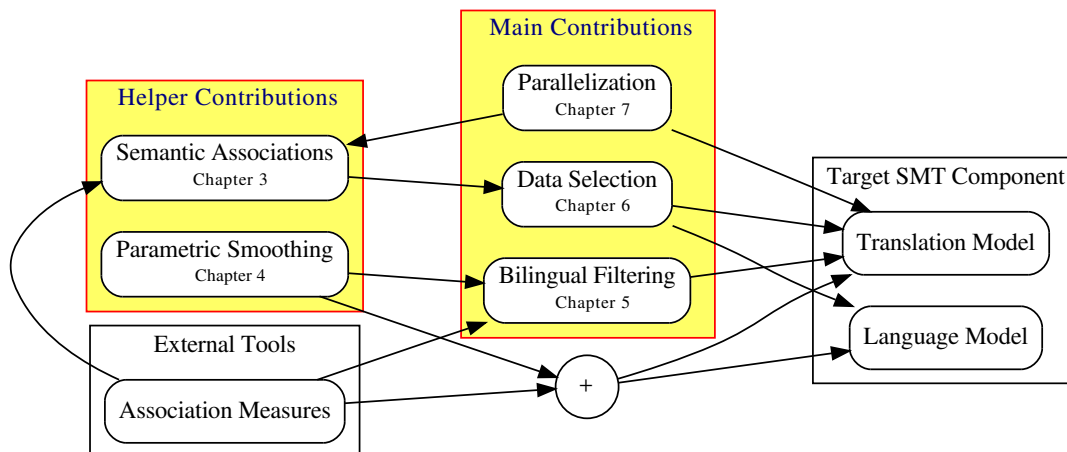 Main Contributions
Parallelization
Chapter 7
Data Selection
Chapter 6
Bilingual Filtering
Chapter 5
Helper Contributions
Semantic Associations
Chapter 3
Parametric Smoothing
Chapter 4
External Tools
Association Measures
+
Target SMT Component
Translation Model
Language Model